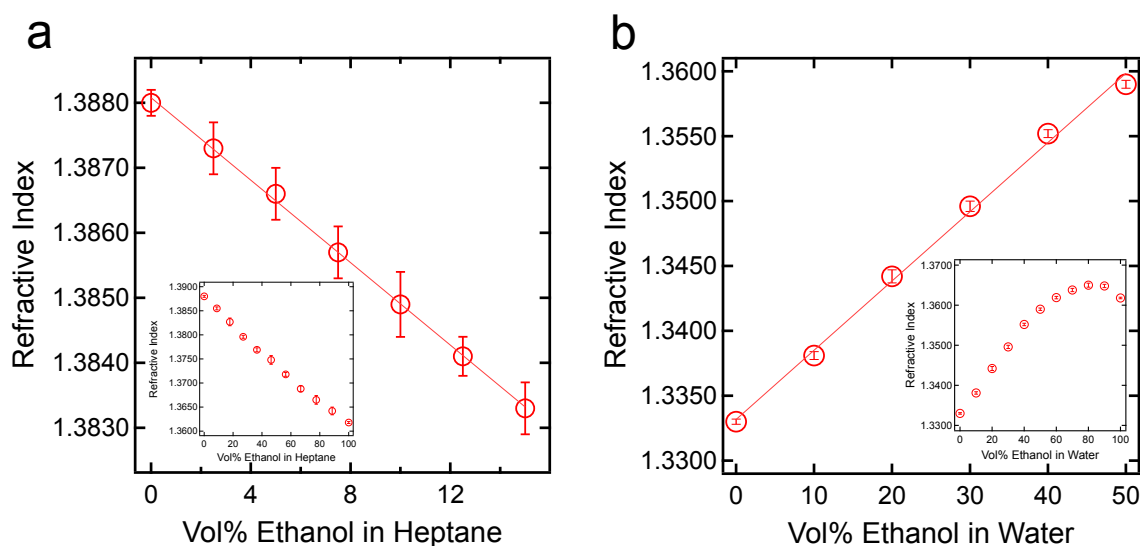 a
Refractive Index
1.3880
1.3870
1.3860
1.3850
1.3840
1.3830
0
4
8
12
Vol% Ethanol in Heptane
Refractive Index
1.3900
1.3850
1.3800
1.3750
1.3700
1.3650
1.3600
0 20 40 60 80 100
Vol% Ethanol in Heptane
b
Refractive Index
1.3600
1.3550
1.3500
1.3450
1.3400
1.3350
1.3300
0 10 20 30 40 50
Vol% Ethanol in Water
Refractive Index
1.3700
1.3600
1.3500
1.3400
1.3300
0 20 40 60 80 100
Vol% Ethanol in Water